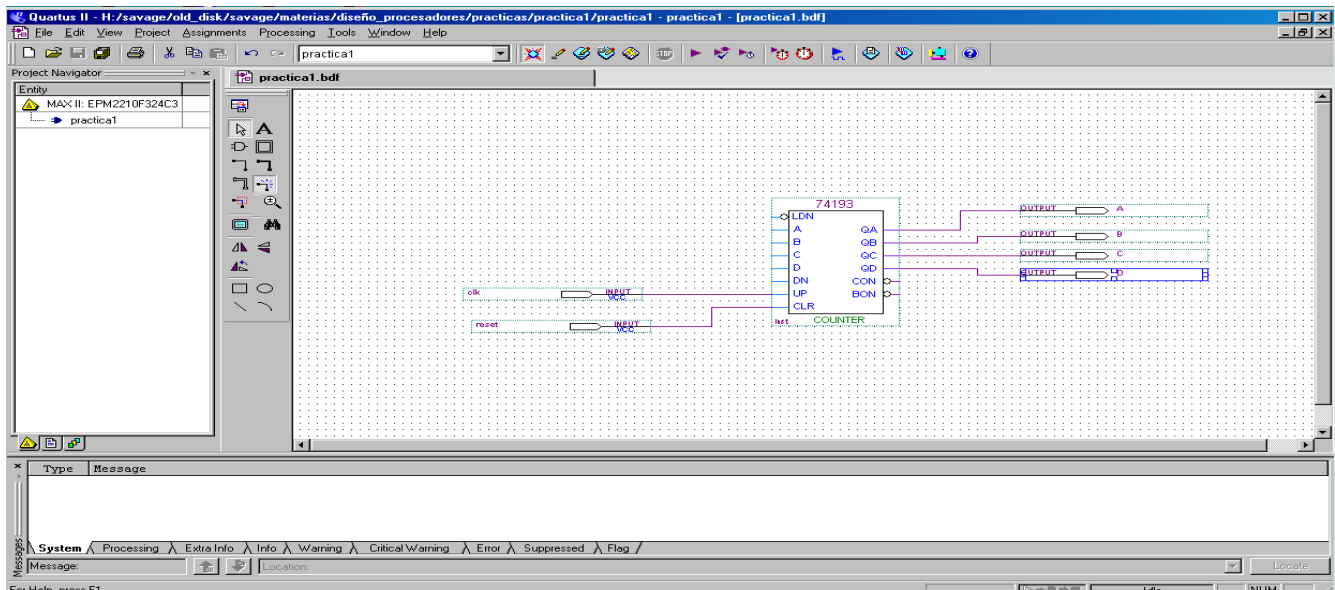 Quartus II - H:/savage/old_disk/savage/materias/diseño_procesadores/practicas/practica1/practica1 - practica1 - [practica1.bdf]
File Edit View Project Assignments Processing Tools Window Help
practica1
STOP
Project Navigator
practica1.bdf
Entity
MAX II: EPM2210F324C3
practica1
A
74193
LDN
A QA
B QB
C QC
D QD
DN CON
UP BON
CLR
inst COUNTER
OUTPUT A
OUTPUT B
OUTPUT C
OUTPUT D
clk INPUT
VCC
reset INPUT
VCC
Type Message
Messages
System Processing Extra Info Info Warning Critical Warning Error Suppressed Flag
Message: Location: Locate
For Help, press F1 Idle NUM